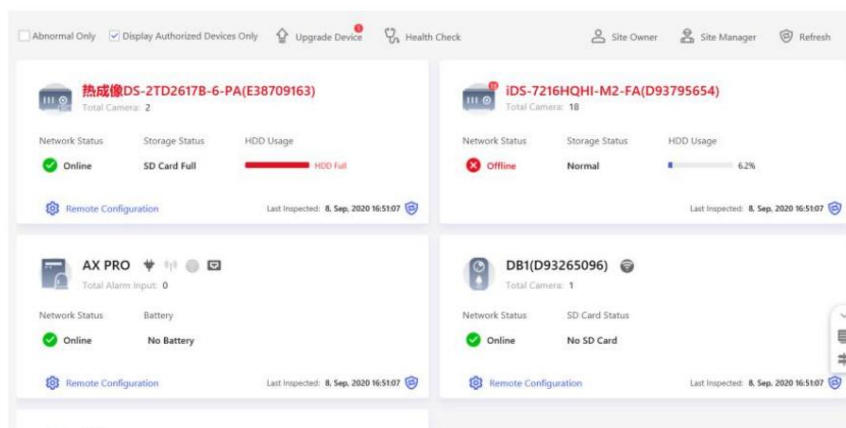 Abnormal Only Display Authorized Devices Only Upgrade Device Health Check Site Owner Site Manager Refresh
热成像DS-2TD2617B-6-PA(E38709163)
Total Camera: 2
Network Status Storage Status HDD Usage
Online SD Card Full HDD Full
Remote Configuration Last Inspected: 8, Sep, 2020 16:51:07
iDS-7216HQHI-M2-FA(D93795654)
Total Camera: 18
Network Status Storage Status HDD Usage
Offline Normal 6.2%
Last Inspected: 8, Sep, 2020 16:51:07
AX PRO
Total Alarm Input: 0
Network Status Battery
Online No Battery
Remote Configuration Last Inspected: 8, Sep, 2020 16:51:07
DB1(D93265096)
Total Camera: 1
Network Status SD Card Status
Online No SD Card
Remote Configuration Last Inspected: 8, Sep, 2020 16:51:07